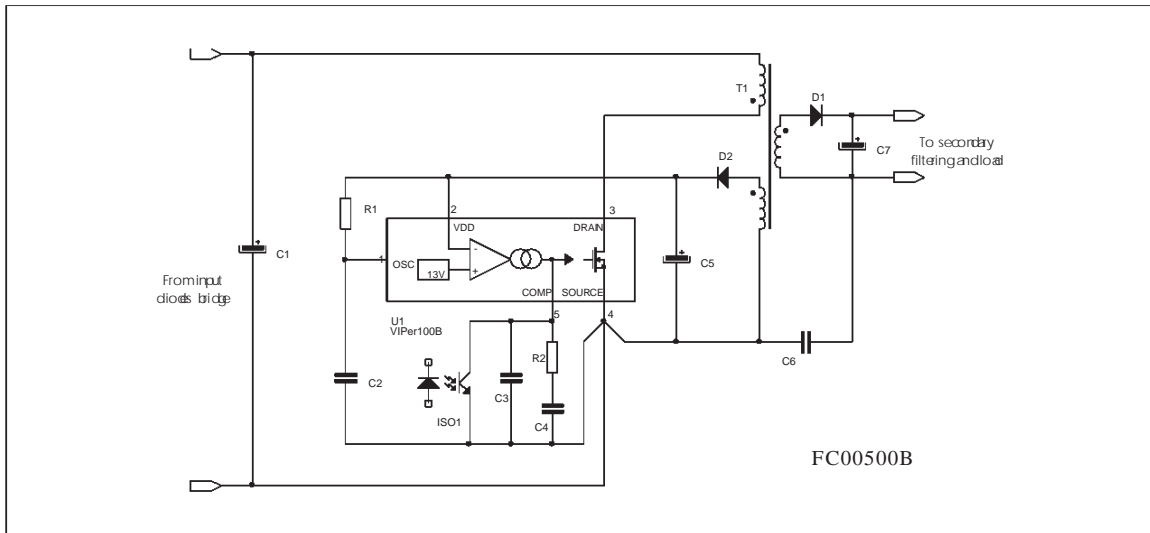 T1
D1
C7
To secondary
filtering and load
D2
R1
2
VDD
3
DRAIN
C1
1
OSC
13V
C5
From input
diods bridge
COMP
SOURCE
U1
VIPer100B
5
4
R2
C6
C2
C3
ISO1
C4
-
+
+
+
+
FC00500B